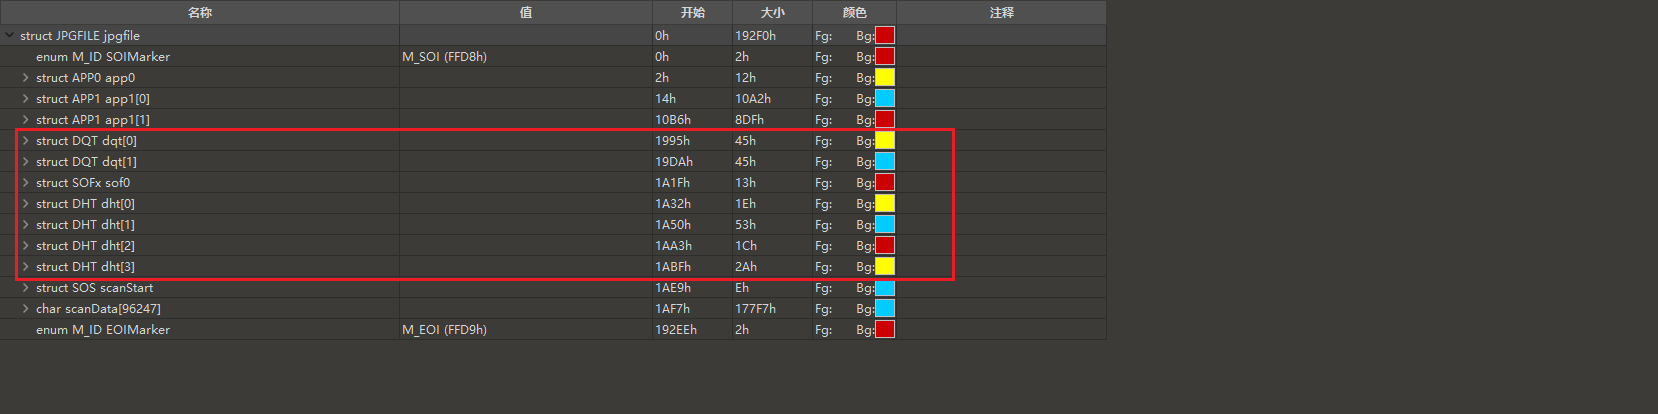 名称 值 开始 大小 颜色 注释
struct JPGFILE jpgfile 0h 192F0h Fg: Bg:
enum M_ID SOIMarker M_SOI (FFD8h) 0h 2h Fg: Bg:
struct APP0 app0 2h 12h Fg: Bg:
struct APP1 app1[0] 14h 10A2h Fg: Bg:
struct APP1 app1[1] 10B6h 8DFh Fg: Bg:
struct DQT dqt[0] 1995h 45h Fg: Bg:
struct DQT dqt[1] 19DAh 45h Fg: Bg:
struct SOFx sof0 1A1Fh 13h Fg: Bg:
struct DHT dht[0] 1A32h 1Eh Fg: Bg:
struct DHT dht[1] 1A50h 53h Fg: Bg:
struct DHT dht[2] 1AA3h 1Ch Fg: Bg:
struct DHT dht[3] 1ABFh 2Ah Fg: Bg:
struct SOS scanStart 1AE9h Eh Fg: Bg:
char scanData[96247] 1AF7h 177F7h Fg: Bg:
enum M_ID EOIMarker M_EOI (FFD9h) 192EEh 2h Fg: Bg: